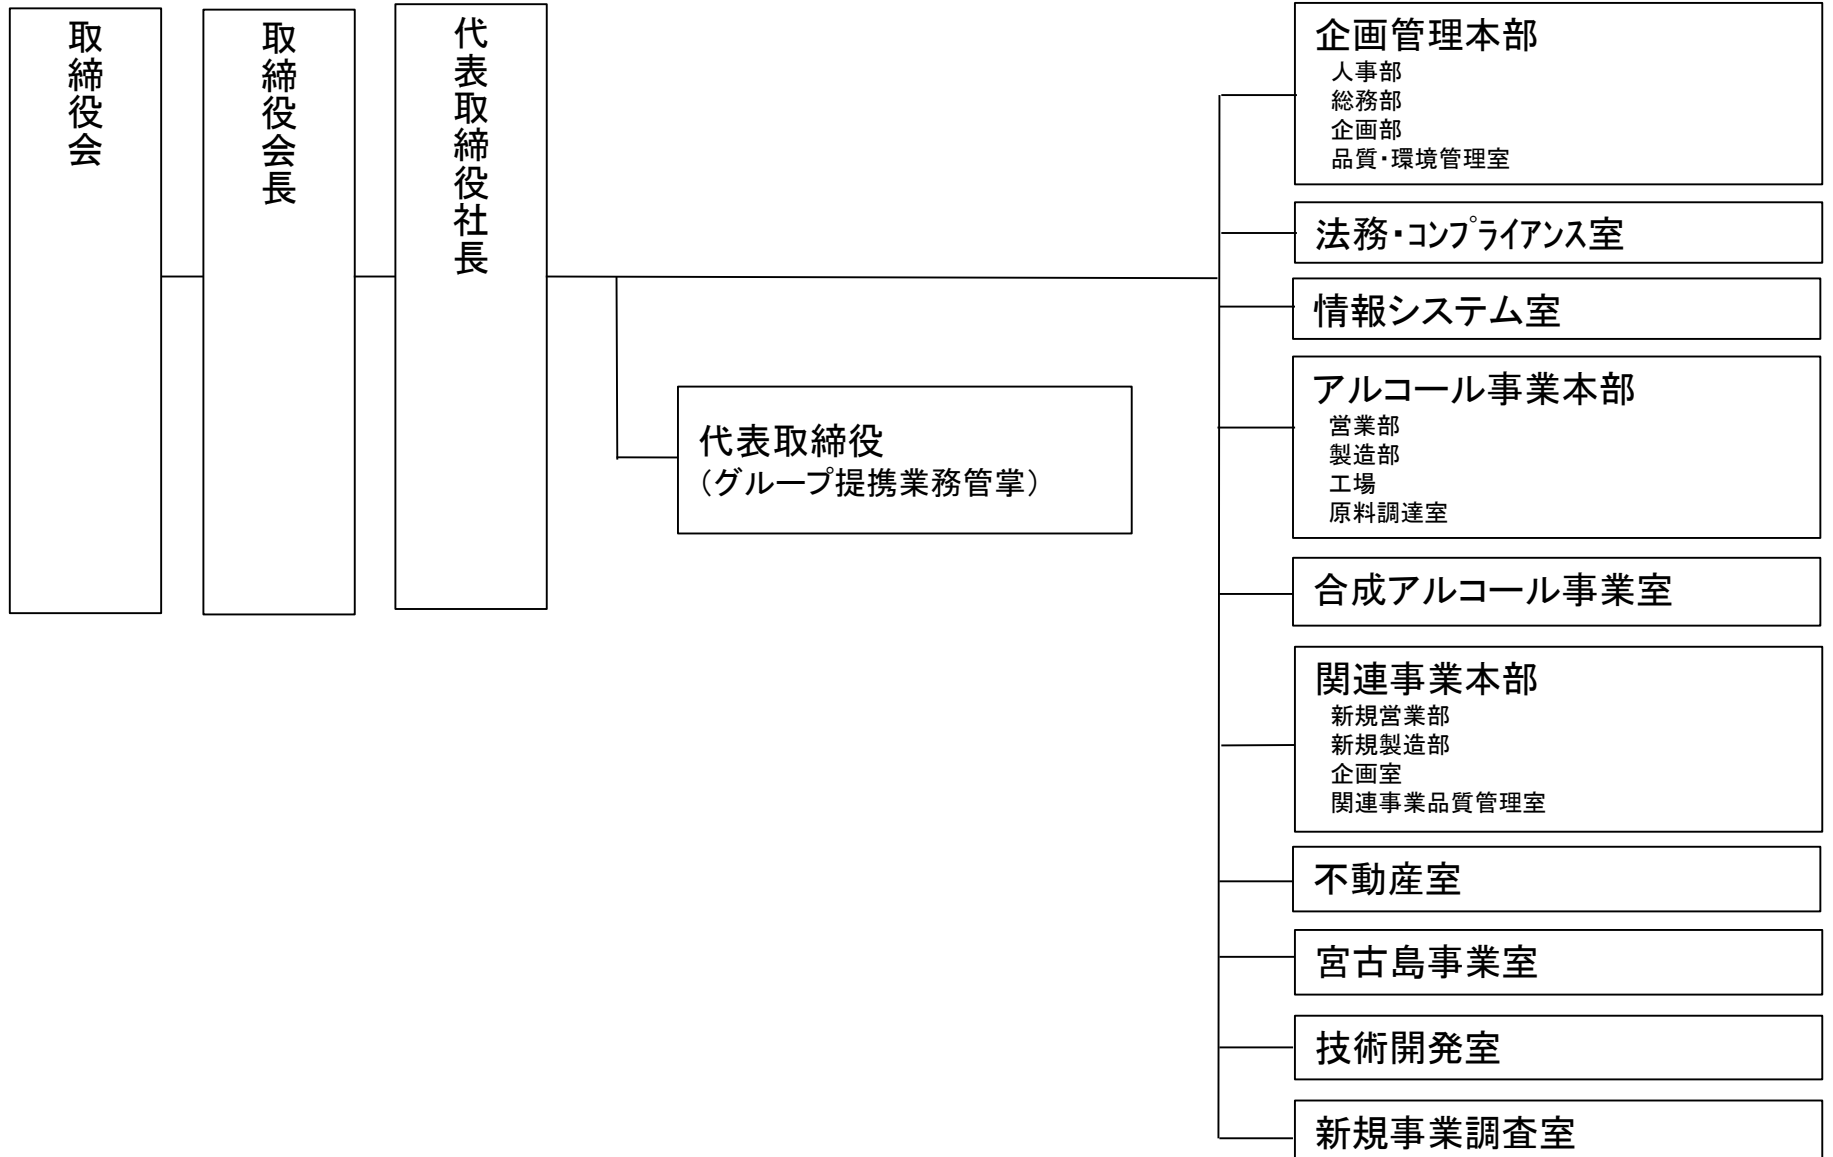 取締役会
取締役会長
代表取締役社長
代表取締役
（グループ提携業務管掌）
企画管理本部
人事部
総務部
企画部
品質・環境管理室
法務・ｺﾝﾌﾟﾗｲｱﾝｽ室
情報システム室
アルコール事業本部
営業部
製造部
工場
原料調達室
合成アルコール事業室
関連事業本部
新規営業部
新規製造部
企画室
関連事業品質管理室
不動産室
宮古島事業室
技術開発室
新規事業調査室